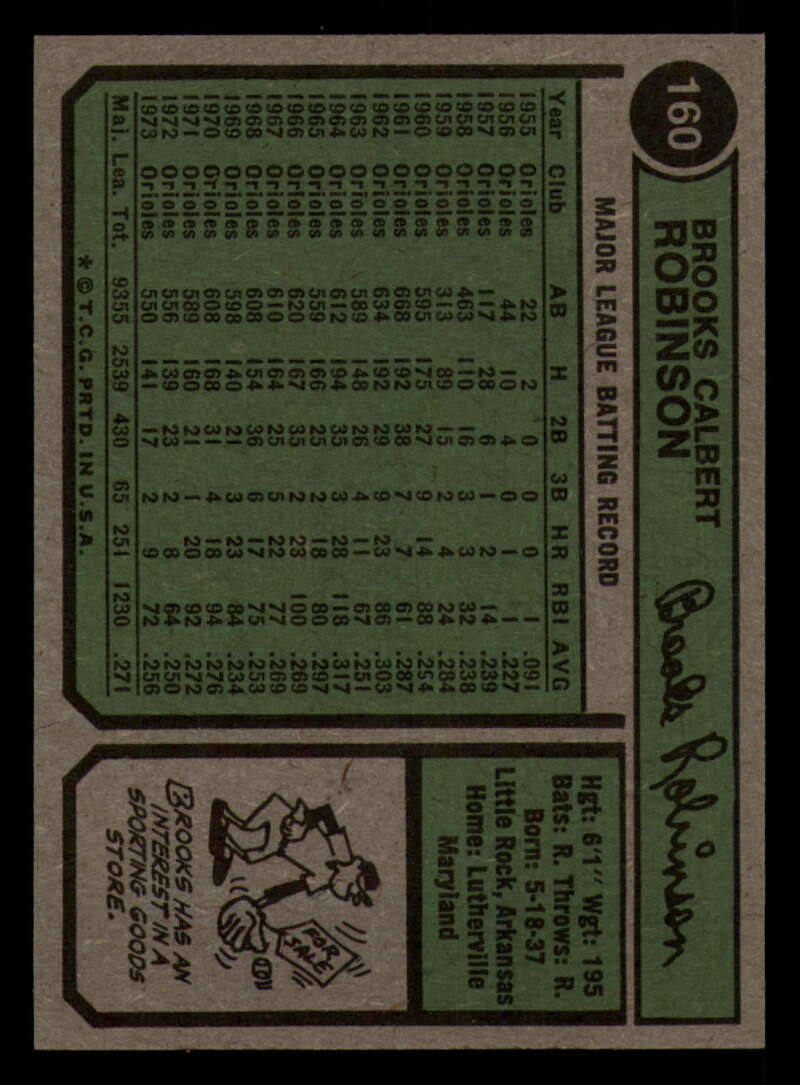 160
BROOKS CALBERT
ROBINSON
Brooks Robinson
MAJOR LEAGUE BATTING RECORD
Year Club AB H 2B 3B HR RBI AVG
1955 Orioles 22 2 0 0 0 1 .091
1956 Orioles 44 10 4 0 1 1 .227
1957 Orioles 117 28 6 1 2 14 .239
1958 Orioles 463 110 16 3 3 32 .238
1959 Orioles 313 89 15 2 4 24 .284
1960 Orioles 595 175 27 9 14 88 .254
1961 Orioles 668 192 38 7 7 61 .287
1962 Orioles 634 192 29 9 23 86 .303
1963 Orioles 589 148 26 4 11 67 .251
1964 Orioles 612 194 35 3 28 118 .317
1965 Orioles 559 166 25 2 18 80 .297
1966 Orioles 620 167 35 2 23 100 .269
1967 Orioles 610 164 25 5 22 77 .269
1968 Orioles 608 154 36 6 17 75 .253
1969 Orioles 598 140 21 3 23 84 .234
1970 Orioles 608 168 31 4 18 94 .276
1971 Orioles 589 160 21 1 20 92 .272
1972 Orioles 556 139 23 2 8 64 .250
1973 Orioles 550 141 17 2 9 72 .256
Maj. Lea. Tot. 9355 2539 430 65 251 1230 .271
* © T.C.G. PRTD. IN U.S.A.
Hgt: 6'1" Wgt: 195
Bats: R. Throws: R.
Born: 5-18-37
Little Rock, Arkansas
Home: Lutherville
Maryland
FOR
SALE
BROOKS HAS AN
INTEREST IN A
SPORTING GOODS
STORE.